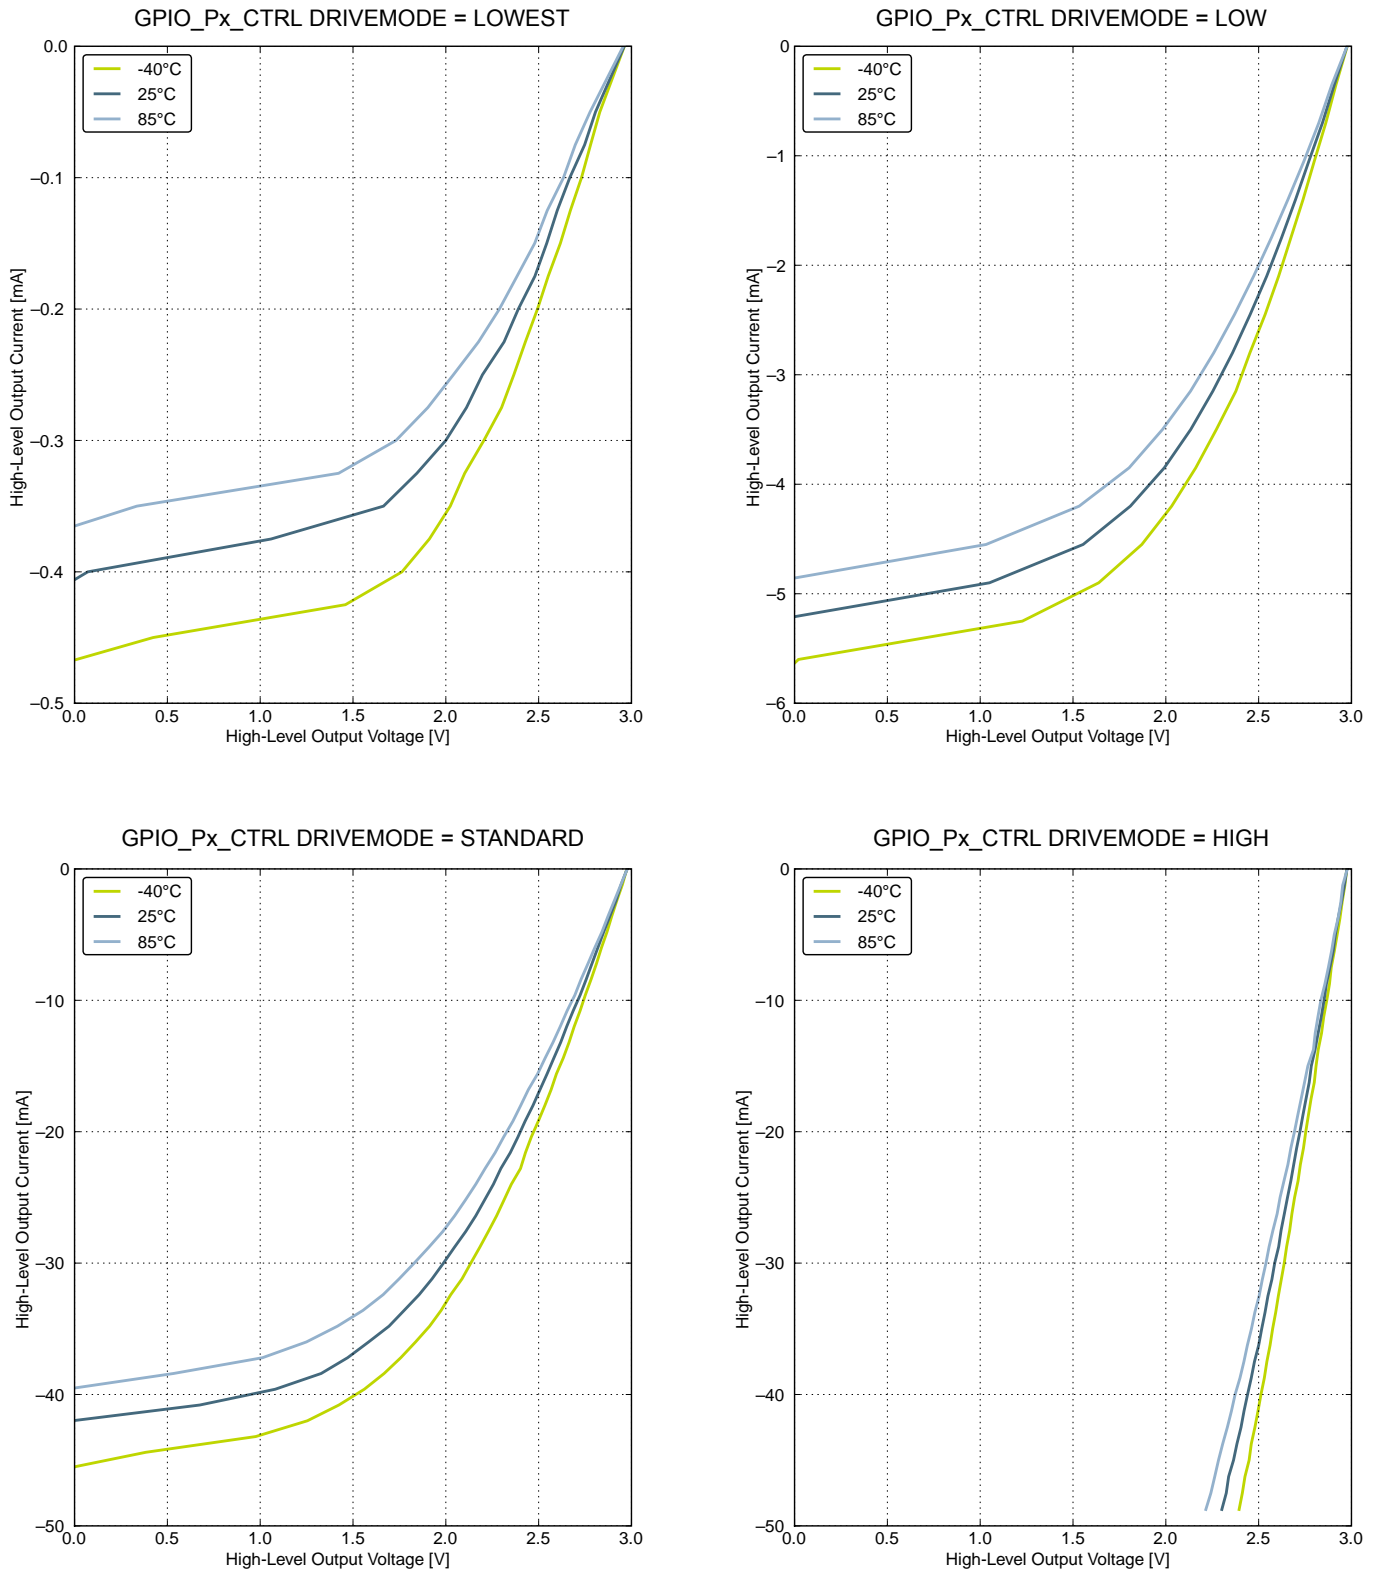 GPIO_Px_CTRL DRIVEMODE = LOWEST
0.0
–0.1
–0.2
–0.3
–0.4
–0.5
High-Level Output Current [mA]
-40°C
25°C
85°C
0.0 0.5 1.0 1.5 2.0 2.5 3.0
High-Level Output Voltage [V]
GPIO_Px_CTRL DRIVEMODE = LOW
0
–1
–2
–3
–4
–5
–6
High-Level Output Current [mA]
-40°C
25°C
85°C
0.0 0.5 1.0 1.5 2.0 2.5 3.0
High-Level Output Voltage [V]
GPIO_Px_CTRL DRIVEMODE = STANDARD
0
–10
–20
–30
–40
–50
High-Level Output Current [mA]
-40°C
25°C
85°C
0.0 0.5 1.0 1.5 2.0 2.5 3.0
High-Level Output Voltage [V]
GPIO_Px_CTRL DRIVEMODE = HIGH
0
–10
–20
–30
–40
–50
High-Level Output Current [mA]
-40°C
25°C
85°C
0.0 0.5 1.0 1.5 2.0 2.5 3.0
High-Level Output Voltage [V]